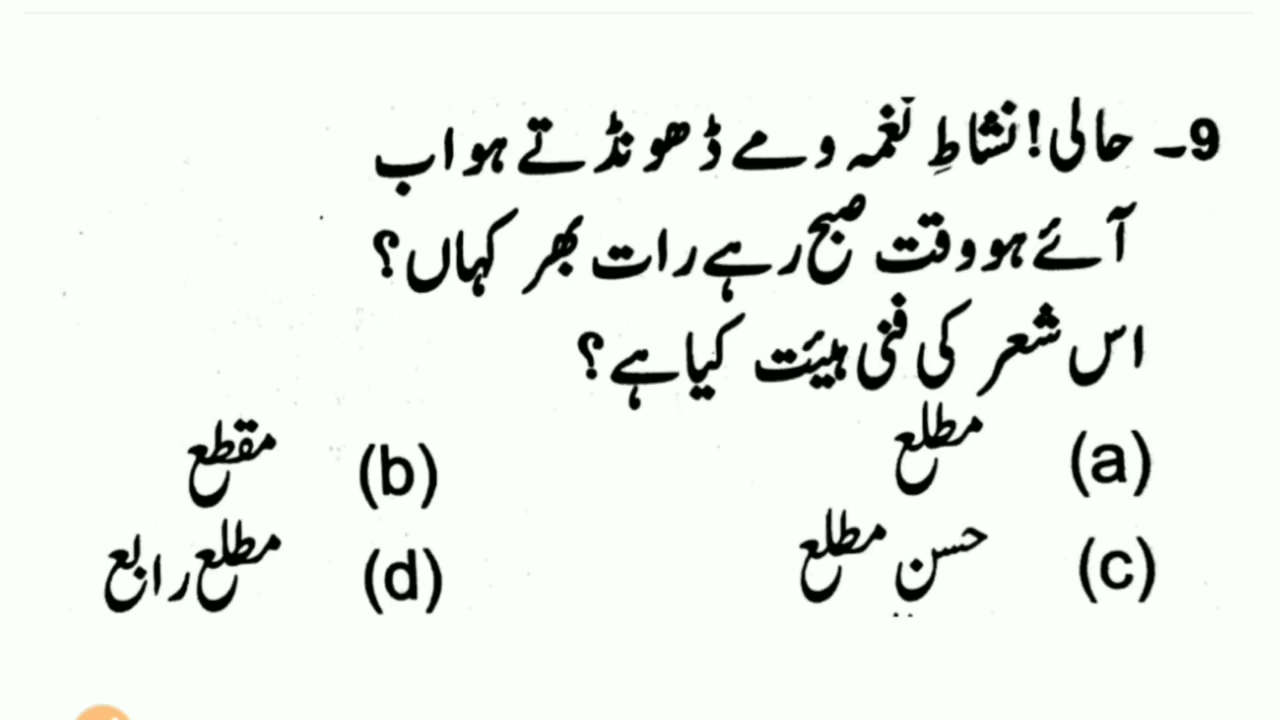 9۔ حالی! نشاطِ نغمہ و مے ڈھونڈتے ہو اب
آئے ہو وقت صبح رہے رات بھر کہاں؟
اس شعر کی فنی ہیئت کیا ہے؟
(a) مطلع (b) مقطع
(c) حسن مطلع (d) مطلع رابع